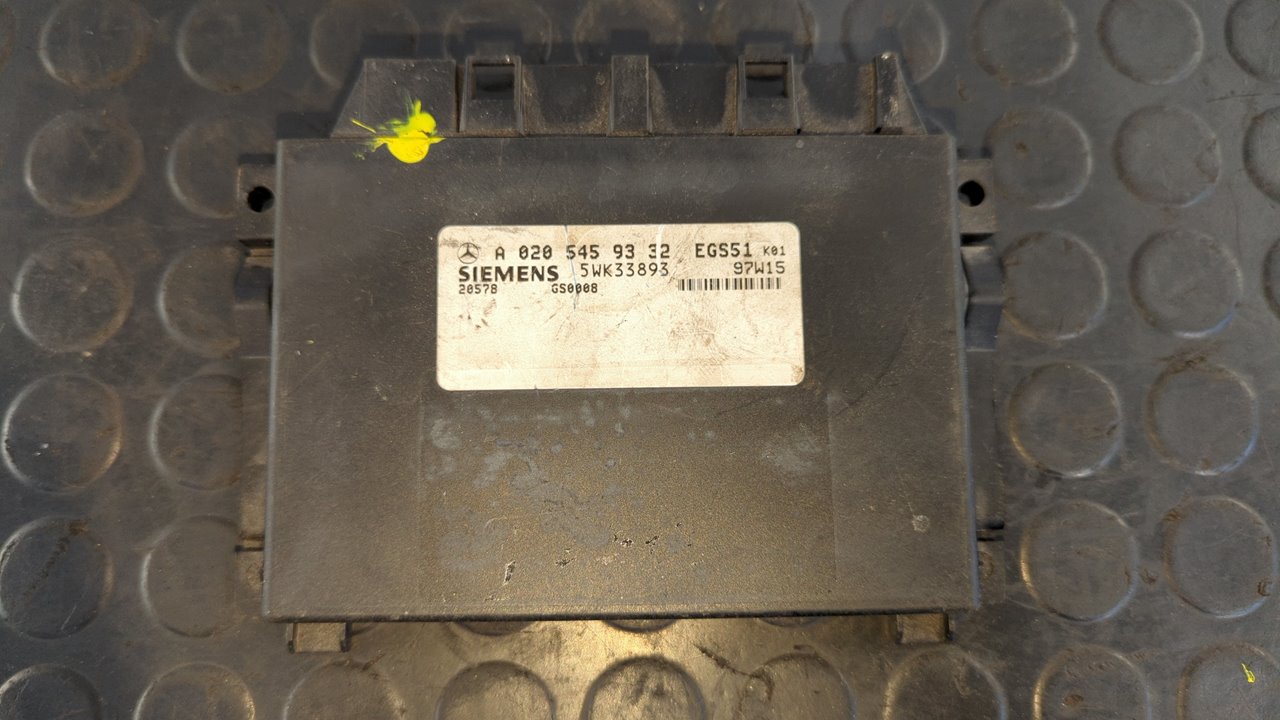 A 020 545 93 32 EGS51 K01
SIEMENS 5WK33893 97W15
20578 GS0008